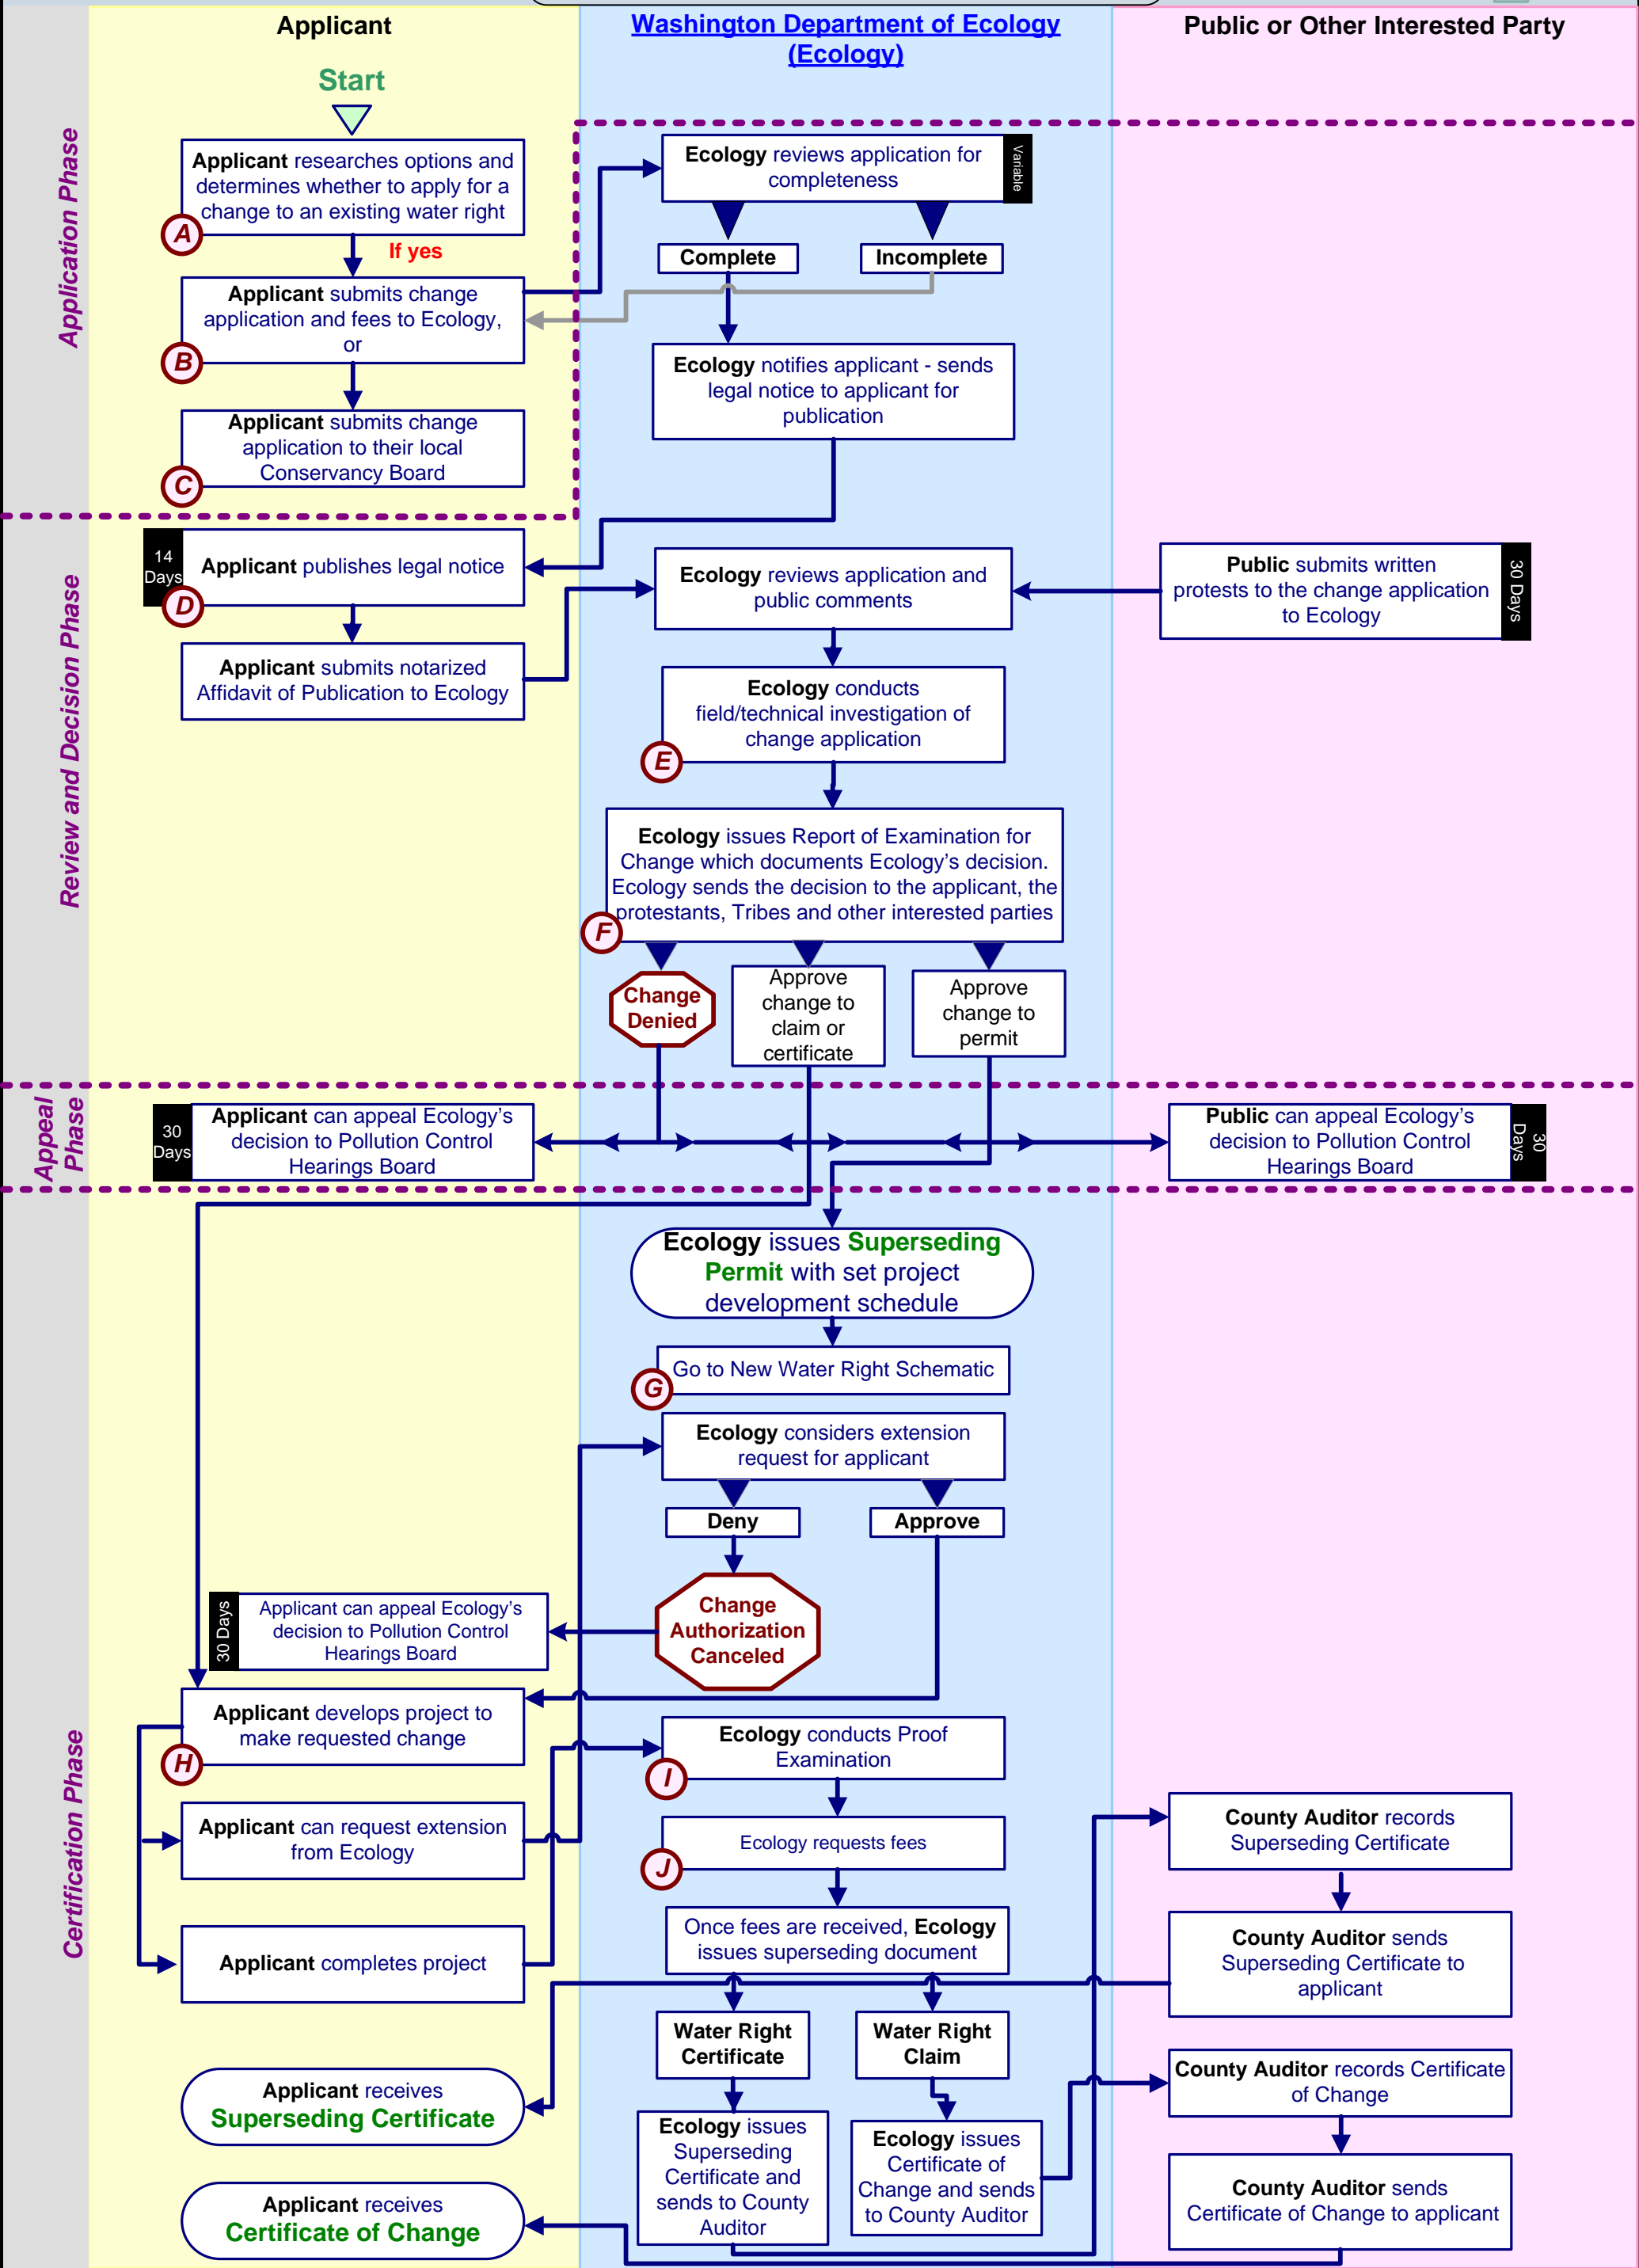 Applicant
Washington Department of Ecology
(Ecology)
Public or Other Interested Party
Application Phase
Start
Applicant researches options and
determines whether to apply for a
change to an existing water right
A
If yes
Applicant submits change
application and fees to Ecology,
or
B
Applicant submits change
application to their local
Conservancy Board
C
Ecology reviews application for
completeness
Variable
Complete
Incomplete
Ecology notifies applicant - sends
legal notice to applicant for
publication
Review and Decision Phase
14
Days
Applicant publishes legal notice
D
Applicant submits notarized
Affidavit of Publication to Ecology
Ecology reviews application and
public comments
Public submits written
protests to the change application
to Ecology
30 Days
Ecology conducts
field/technical investigation of
change application
E
Ecology issues Report of Examination for
Change which documents Ecology's decision.
Ecology sends the decision to the applicant, the
protestants, Tribes and other interested parties
F
Change
Denied
Approve
change to
claim or
certificate
Approve
change to
permit
Appeal
Phase
30
Days
Applicant can appeal Ecology's
decision to Pollution Control
Hearings Board
Public can appeal Ecology's
decision to Pollution Control
Hearings Board
30
Days
Certification Phase
Ecology issues Superseding
Permit with set project
development schedule
Go to New Water Right Schematic
G
Ecology considers extension
request for applicant
Deny
Approve
Change
Authorization
Canceled
30 Days
Applicant can appeal Ecology's
decision to Pollution Control
Hearings Board
Applicant develops project to
make requested change
H
Applicant can request extension
from Ecology
Applicant completes project
Ecology conducts Proof
Examination
I
Ecology requests fees
J
Once fees are received, Ecology
issues superseding document
Water Right
Certificate
Water Right
Claim
Ecology issues
Superseding
Certificate and
sends to County
Auditor
Ecology issues
Certificate of
Change and sends
to County Auditor
County Auditor records
Superseding Certificate
County Auditor sends
Superseding Certificate to
applicant
County Auditor records Certificate
of Change
County Auditor sends
Certificate of Change to applicant
Applicant receives
Superseding Certificate
Applicant receives
Certificate of Change